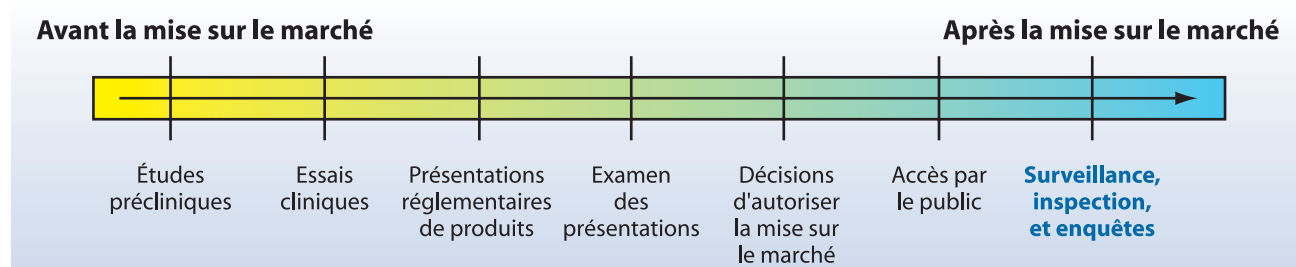 Avant la mise sur le marché
Après la mise sur le marché
Études
précliniques
Essais
cliniques
Présentations
réglementaires
de produits
Examen
des
présentations
Décisions
d'autoriser
la mise sur
le marché
Accès par
le public
Surveillance,
inspection,
et enquêtes